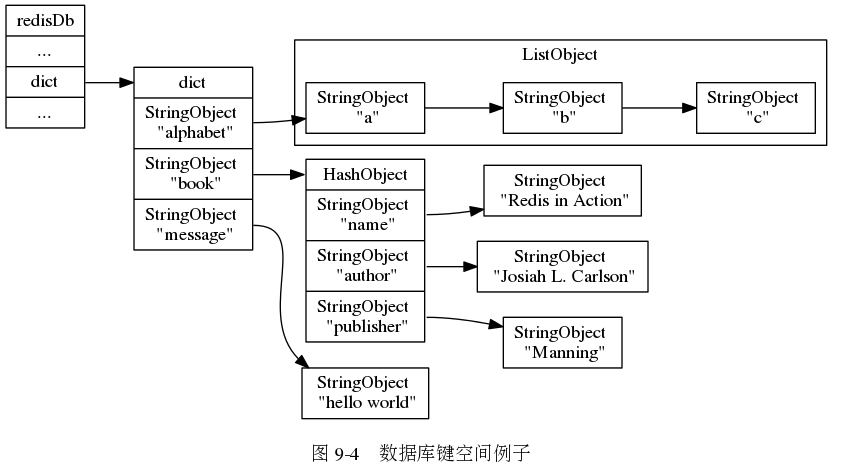 redisDb
...
dict
...
dict
StringObject
"alphabet"
StringObject
"book"
StringObject
"message"
ListObject
StringObject
"a"
StringObject
"b"
StringObject
"c"
HashObject
StringObject
"name"
StringObject
"author"
StringObject
"publisher"
StringObject
"Redis in Action"
StringObject
"Josiah L. Carlson"
StringObject
"Manning"
StringObject
"hello world"
图 9-4 数据库键空间例子